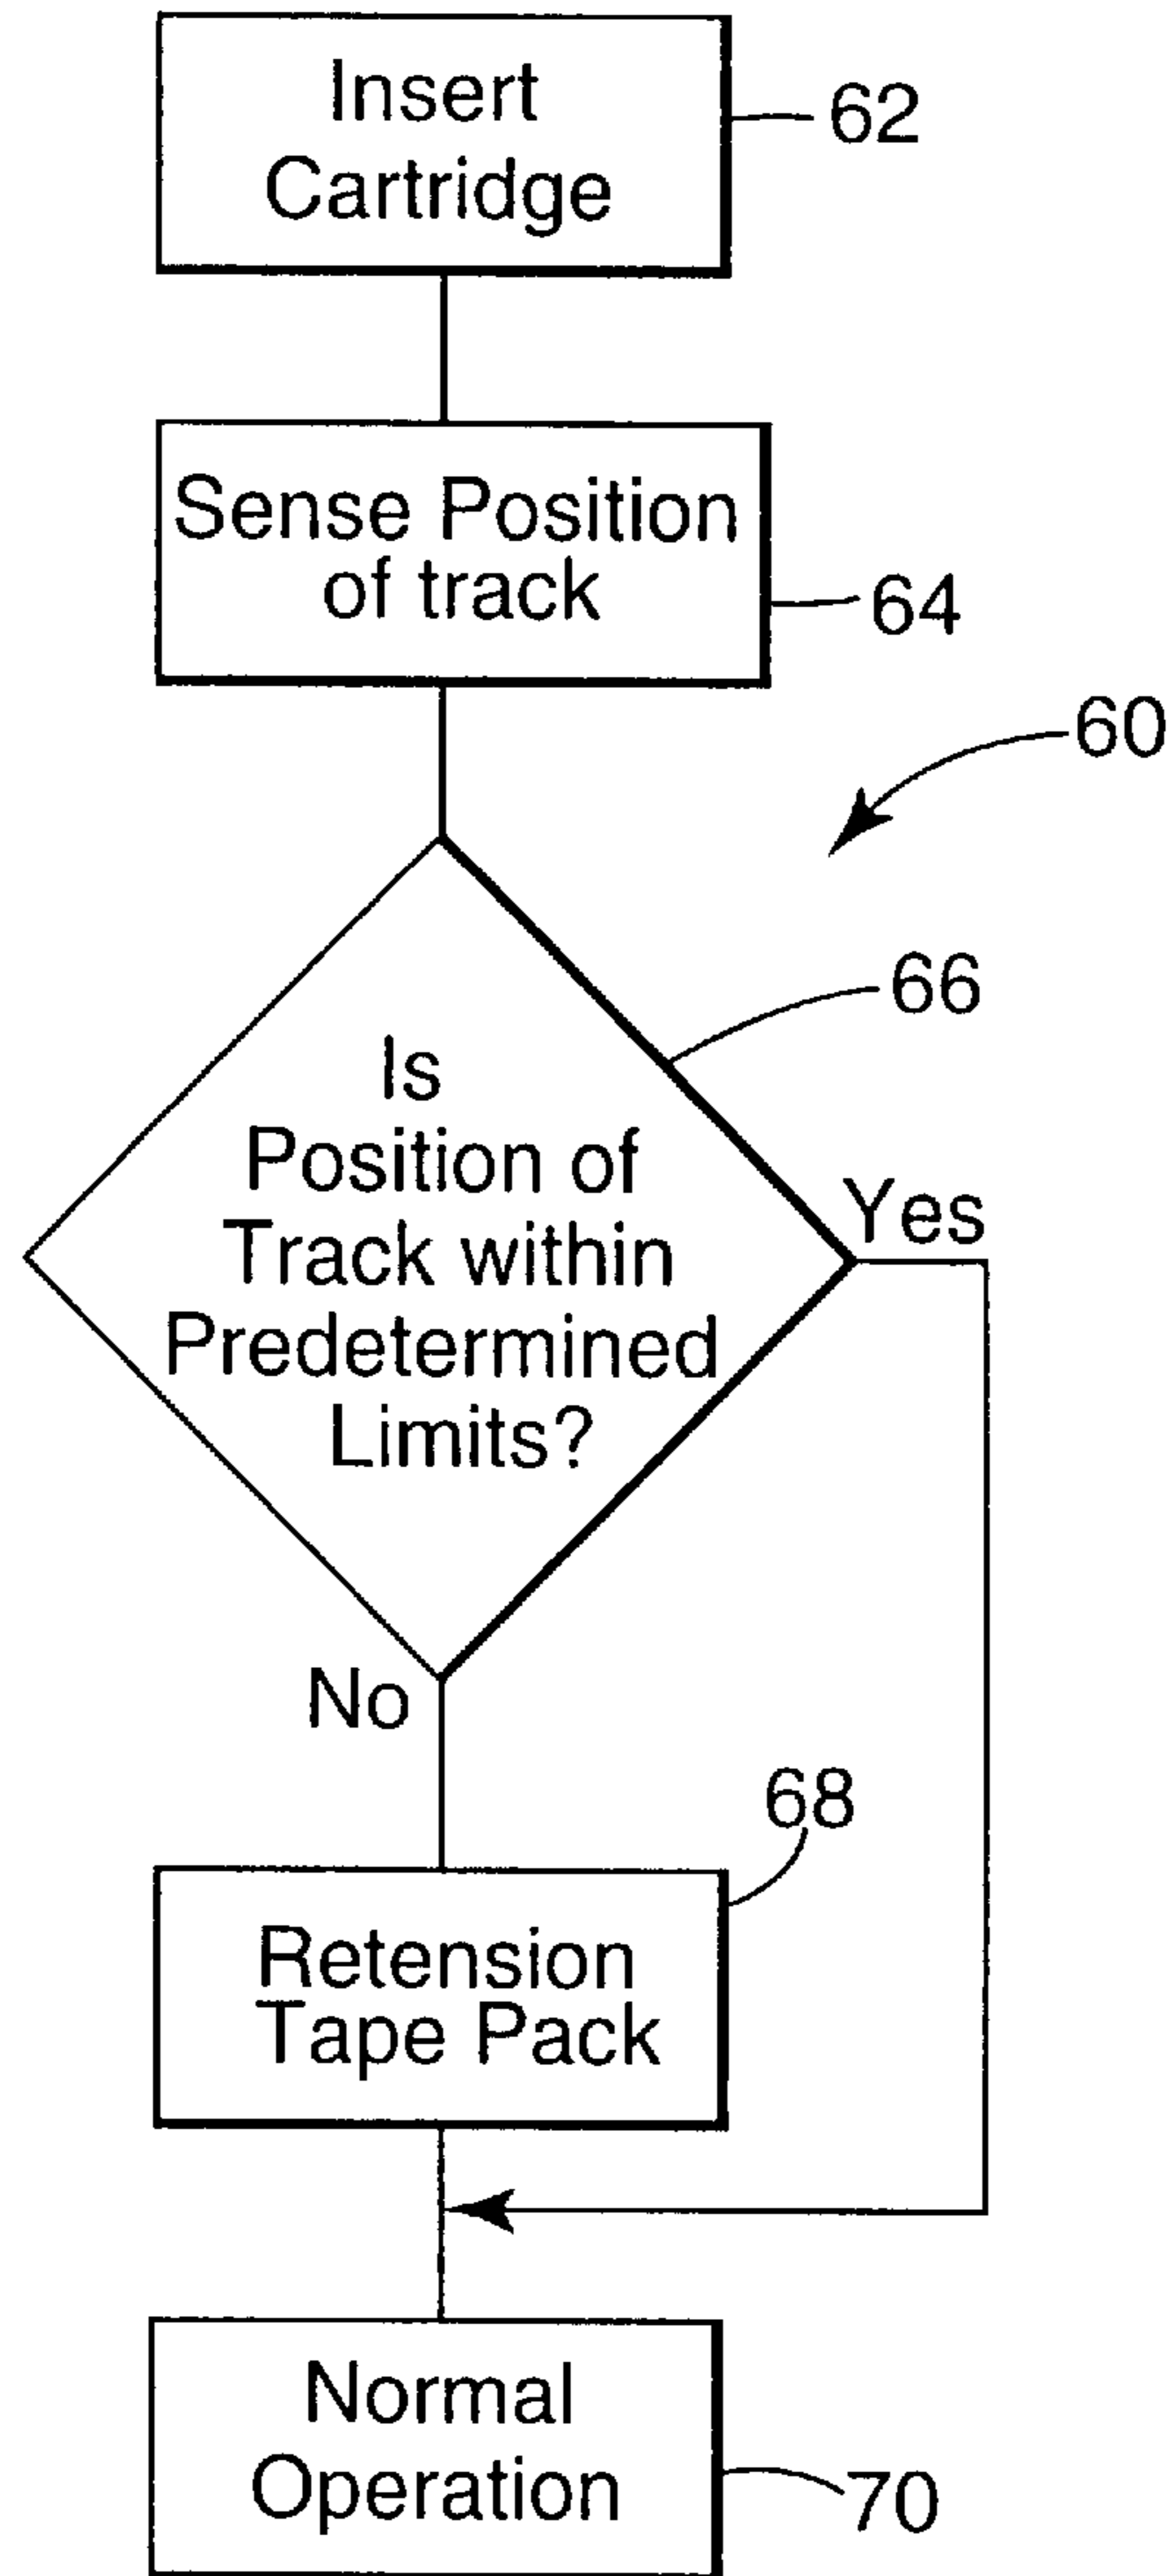 Insert
Cartridge
62
Sense Position
of track
64
60
66
Is
Position of
Track within
Predetermined
Limits?
Yes
No
68
Retension
Tape Pack
Normal
Operation
70